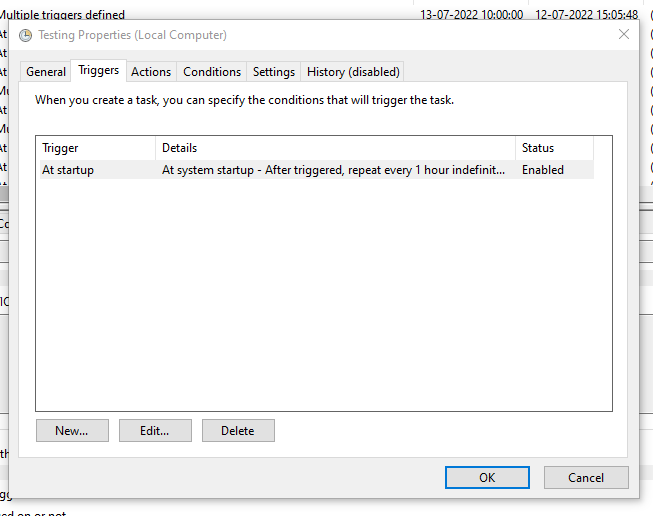 Multiple triggers defined 13-07-2022 10:00:00 12-07-2022 15:05:48
Testing Properties (Local Computer)
General Triggers Actions Conditions Settings History (disabled)
When you create a task, you can specify the conditions that will trigger the task.
Trigger Details Status
At startup At system startup - After triggered, repeat every 1 hour indefinit... Enabled
New... Edit... Delete
OK Cancel